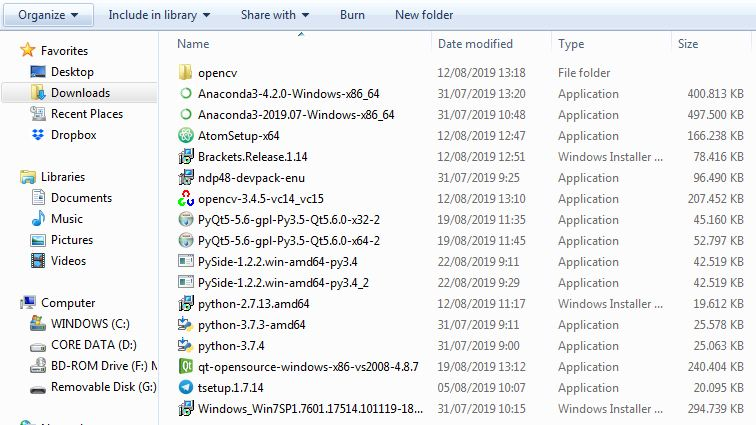 Organize Include in library Share with Burn New folder
Favorites
Desktop
Downloads
Recent Places
Dropbox
Libraries
Documents
Music
Pictures
Videos
Computer
WINDOWS (C:)
CORE DATA (D:)
BD-ROM Drive (F:) M
Removable Disk (G:)
Name Date modified Type Size
opencv 12/08/2019 13:18 File folder
Anaconda3-4.2.0-Windows-x86_64 31/07/2019 13:20 Application 400.813 KB
Anaconda3-2019.07-Windows-x86_64 31/07/2019 10:48 Application 497.500 KB
AtomSetup-x64 12/08/2019 12:47 Application 166.238 KB
Brackets.Release.1.14 12/08/2019 12:51 Windows Installer ... 78.416 KB
ndp48-devpack-enu 31/07/2019 9:25 Application 96.490 KB
opencv-3.4.5-vc14_vc15 12/08/2019 13:10 Application 207.452 KB
PyQt5-5.6-gpl-Py3.5-Qt5.6.0-x32-2 19/08/2019 11:35 Application 45.160 KB
PyQt5-5.6-gpl-Py3.5-Qt5.6.0-x64-2 19/08/2019 11:45 Application 52.797 KB
PySide-1.2.2.win-amd64-py3.4 22/08/2019 9:11 Application 42.519 KB
PySide-1.2.2.win-amd64-py3.4_2 22/08/2019 9:29 Application 42.519 KB
python-2.7.13.amd64 12/08/2019 11:17 Windows Installer ... 19.612 KB
python-3.7.3-amd64 31/07/2019 9:11 Application 25.578 KB
python-3.7.4 31/07/2019 9:00 Application 25.063 KB
qt-opensource-windows-x86-vs2008-4.8.7 19/08/2019 13:12 Application 240.404 KB
tsetup.1.7.14 05/08/2019 10:07 Application 20.095 KB
Windows_Win7SP1.7601.17514.101119-18... 31/07/2019 10:15 Windows Installer ... 294.739 KB